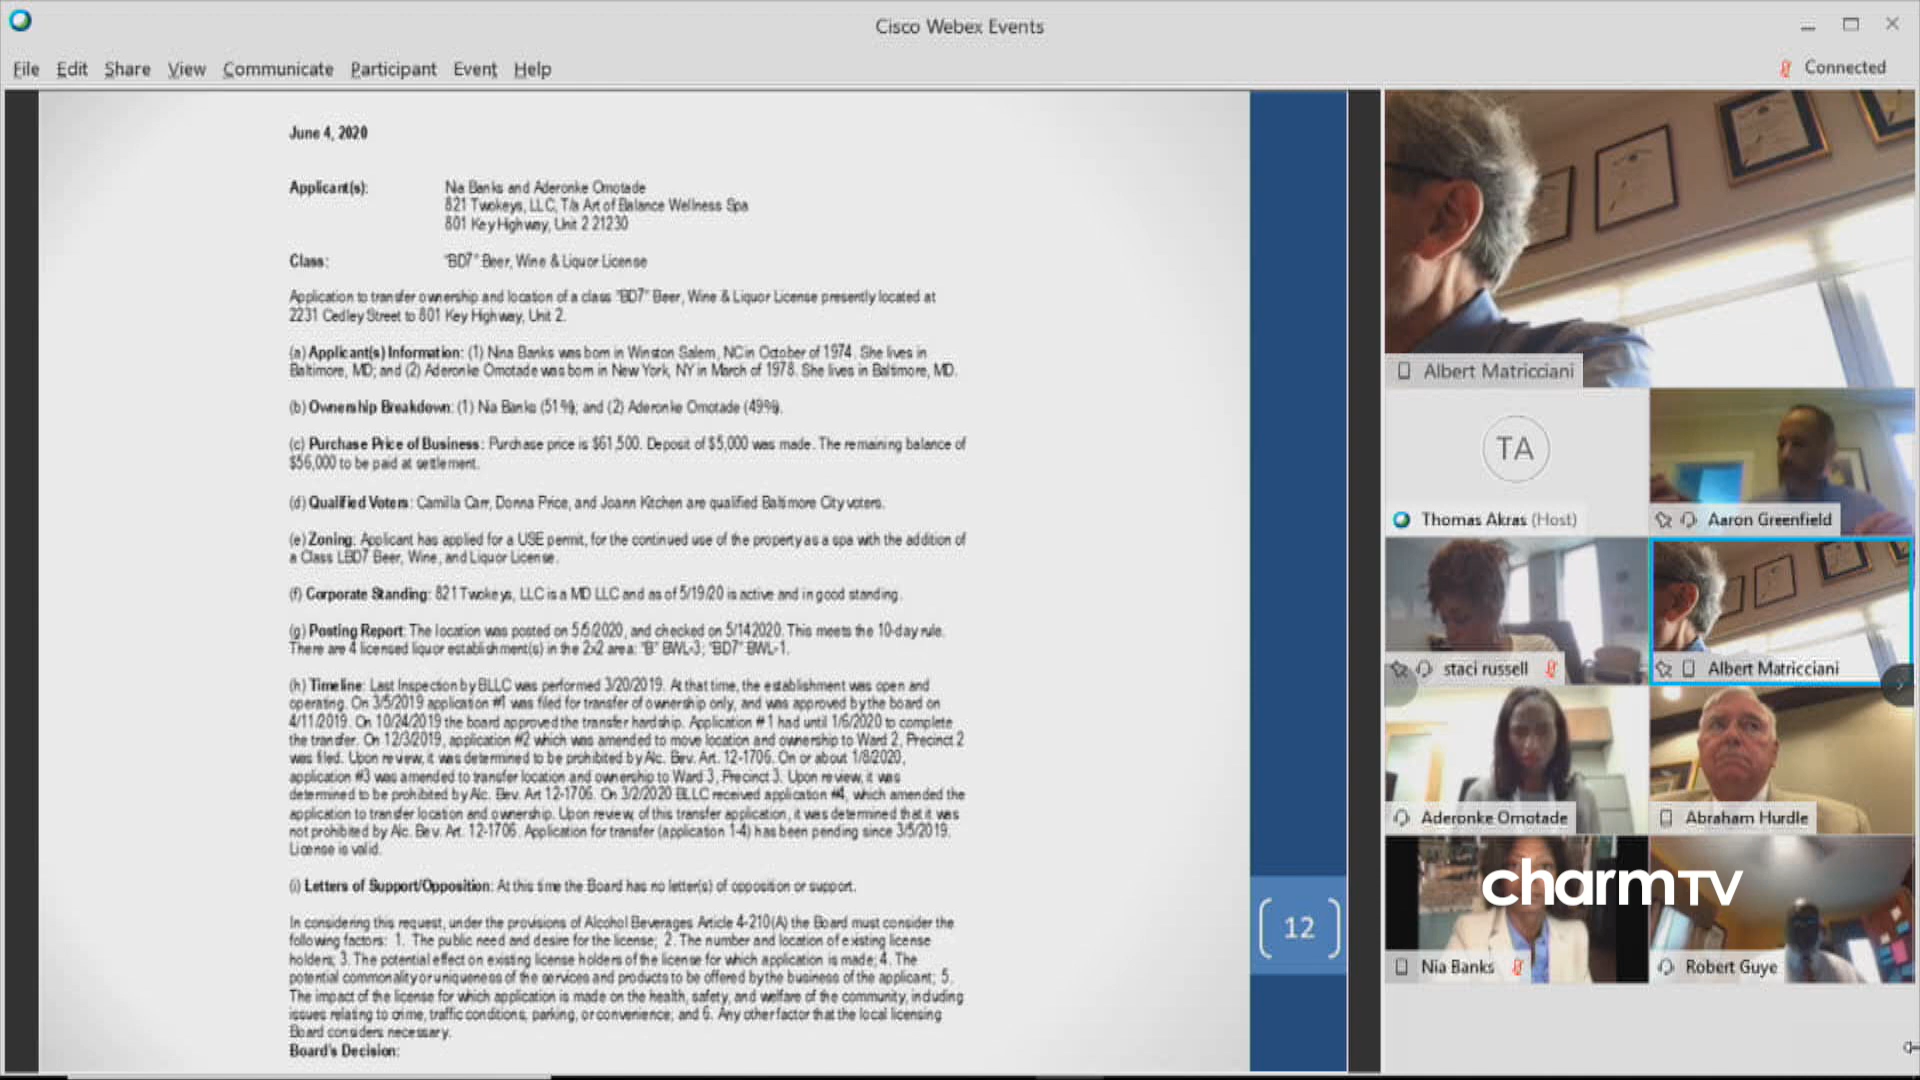 Cisco Webex Events
File Edit Share View Communicate Participant Event Help
Connected
June 4, 2020
Applicant(s): Nia Banks and Aderonke Omotade
821 Twokeys, LLC, T/a Art of Balance Wellness Spa
801 Key Highway, Unit 2 21230
Class: "BD7" Beer, Wine & Liquor License
Application to transfer ownership and location of a class "BD7" Beer, Wine & Liquor License presently located at
2231 Cedley Street to 801 Key Highway, Unit 2.
(a) Applicant(s) Information: (1) Nina Banks was born in Winston Salem, NC in October of 1974. She lives in
Baltimore, MD; and (2) Aderonke Omotade was born in New York, NY in March of 1978. She lives in Baltimore, MD.
(b) Ownership Breakdown: (1) Nia Banks (51%); and (2) Aderonke Omotade (49%).
(c) Purchase Price of Business: Purchase price is $61,500. Deposit of $5,000 was made. The remaining balance of
$56,000 to be paid at settlement.
(d) Qualified Voters: Camilla Carr, Donna Price, and Joann Kitchen are qualified Baltimore City voters.
(e) Zoning: Applicant has applied for a USE permit, for the continued use of the property as a spa with the addition of
a Class LBD7 Beer, Wine, and Liquor License.
(f) Corporate Standing: 821 Twokeys, LLC is a MD LLC and as of 5/19/20 is active and in good standing.
(g) Posting Report: The location was posted on 5/5/2020, and checked on 5/14/2020. This meets the 10-day rule.
There are 4 licensed liquor establishment(s) in the 2x2 area: "B" BWL-3; "BD7" BWL-1.
(h) Timeline: Last Inspection by BLLC was performed 3/20/2019. At that time, the establishment was open and
operating. On 3/5/2019 application #1 was filed for transfer of ownership only, and was approved by the board on
4/11/2019. On 10/24/2019 the board approved the transfer hardship. Application #1 had until 1/6/2020 to complete
the transfer. On 12/3/2019, application #2 which was amended to move location and ownership to Ward 2, Precinct 2
was filed. Upon review, it was determined to be prohibited by Alc. Bev. Art. 12-1706. On or about 1/8/2020,
application #3 was amended to transfer location and ownership to Ward 3, Precinct 3. Upon review, it was
determined to be prohibited by Alc. Bev. Art 12-1706. On 3/2/2020 BLLC received application #4, which amended the
application to transfer location and ownership. Upon review, of this transfer application, it was determined that it was
not prohibited by Alc. Bev. Art. 12-1706. Application for transfer (application 1-4) has been pending since 3/5/2019.
License is valid.
(i) Letters of Support/Opposition: At this time the Board has no letter(s) of opposition or support.
In considering this request, under the provisions of Alcohol Beverages Article 4-210(A) the Board must consider the
following factors: 1. The public need and desire for the license; 2. The number and location of existing license
holders; 3. The potential effect on existing license holders of the license for which application is made; 4. The
potential commonality or uniqueness of the services and products to be offered by the business of the applicant; 5.
The impact of the license for which application is made on the health, safety, and welfare of the community, including
issues relating to crime, traffic conditions, parking, or convenience; and 6. Any other factor that the local licensing
Board considers necessary.
Board's Decision:
12
Albert Matricciani
TA
Thomas Akras (Host)
Aaron Greenfield
staci russell
Albert Matricciani
Aderonke Omotade
Abraham Hurdle
charmTV
Nia Banks
Robert Guye